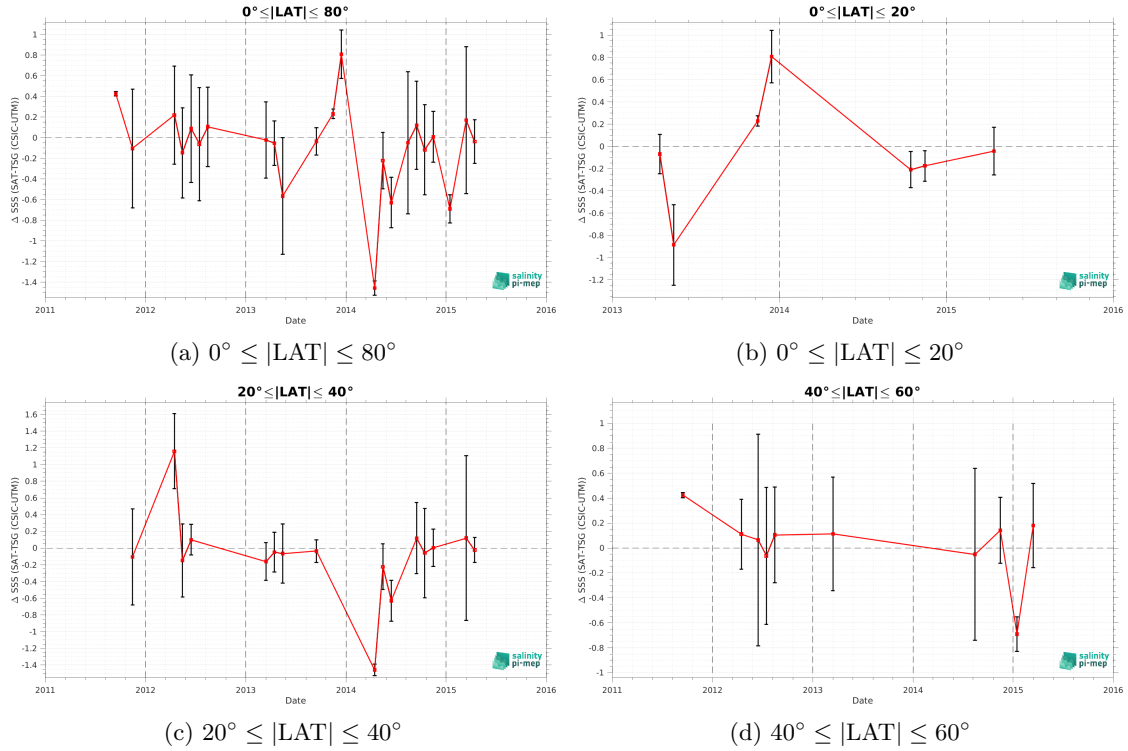 0°≤|LAT|≤ 80°
Δ SSS (SAT-TSG (CSIC-UTM))
1
0.8
0.6
0.4
0.2
0
-0.2
-0.4
-0.6
-0.8
-1
-1.2
-1.4
2011 2012 2013 2014 2015 2016
Date
salinity
pi-mep
(a) 0° ≤ |LAT| ≤ 80°
0°≤|LAT|≤ 20°
Δ SSS (SAT-TSG (CSIC-UTM))
1
0.8
0.6
0.4
0.2
0
-0.2
-0.4
-0.6
-0.8
-1
-1.2
2013 2014 2015 2016
Date
salinity
pi-mep
(b) 0° ≤ |LAT| ≤ 20°
20°≤|LAT|≤ 40°
Δ SSS (SAT-TSG (CSIC-UTM))
1.6
1.4
1.2
1
0.8
0.6
0.4
0.2
0
-0.2
-0.4
-0.6
-0.8
-1
-1.2
-1.4
2011 2012 2013 2014 2015 2016
Date
salinity
pi-mep
(c) 20° ≤ |LAT| ≤ 40°
40°≤|LAT|≤ 60°
Δ SSS (SAT-TSG (CSIC-UTM))
1
0.8
0.6
0.4
0.2
0
-0.2
-0.4
-0.6
-0.8
-1
2011 2012 2013 2014 2015 2016
Date
salinity
pi-mep
(d) 40° ≤ |LAT| ≤ 60°